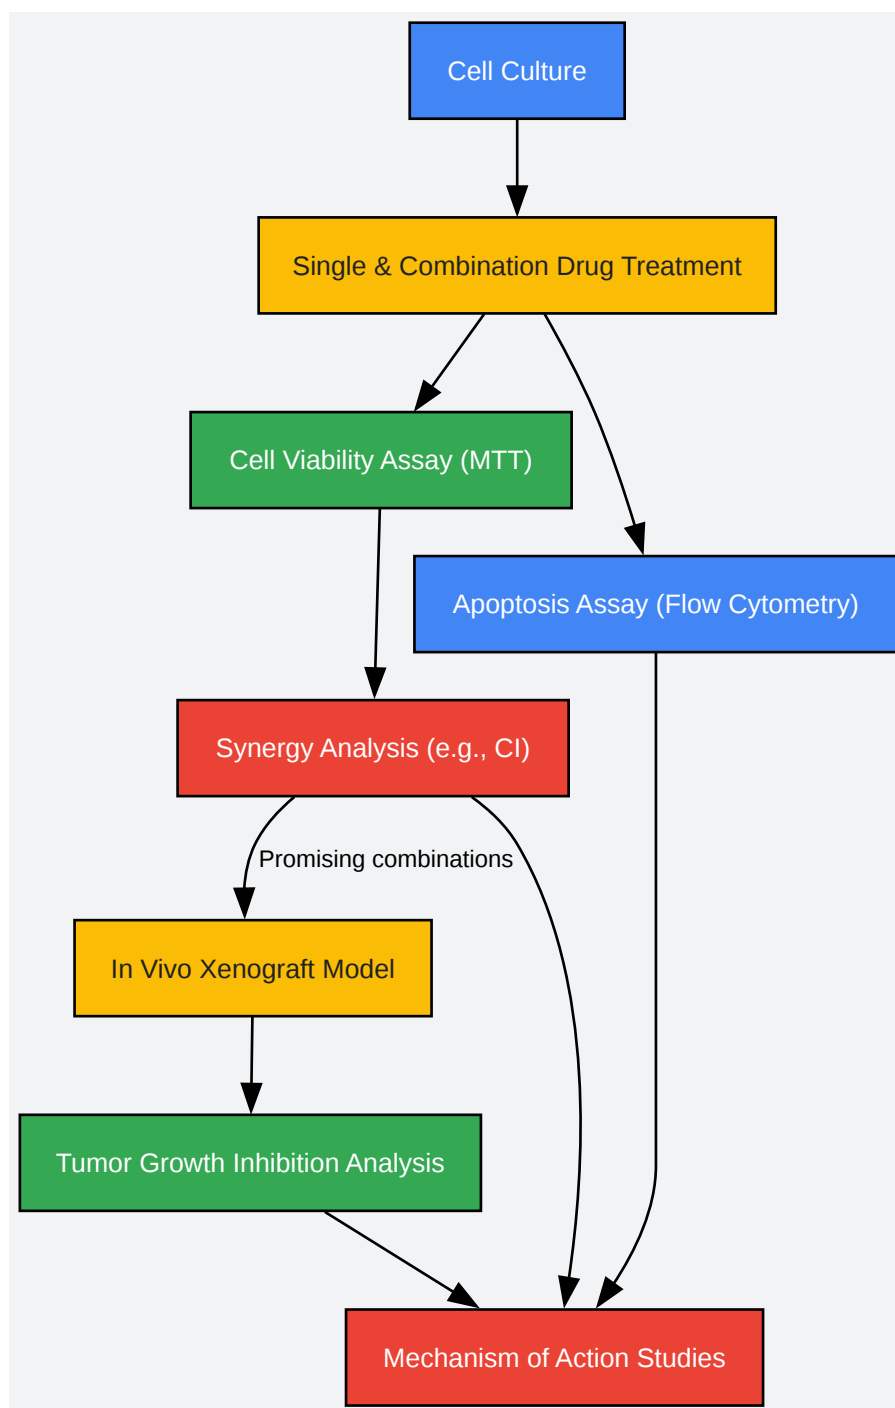 Cell Culture
Single & Combination Drug Treatment
Cell Viability Assay (MTT)
Apoptosis Assay (Flow Cytometry)
Synergy Analysis (e.g., CI)
Promising combinations
In Vivo Xenograft Model
Tumor Growth Inhibition Analysis
Mechanism of Action Studies